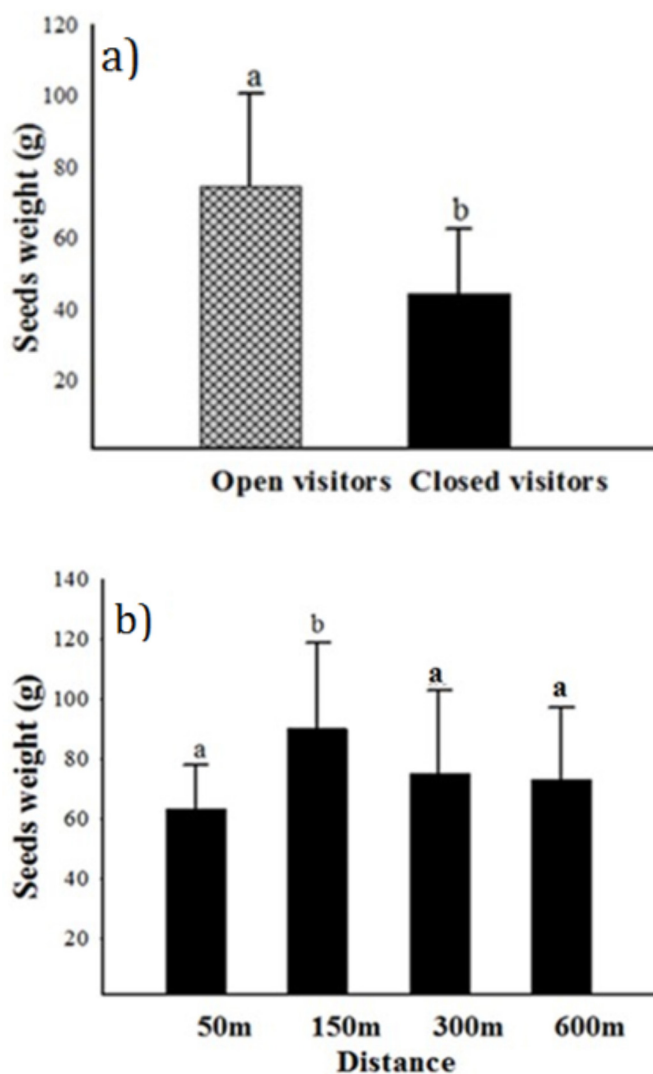 a)
120
100
80
60
40
20
Seeds weight (g)
a
b
Open visitors Closed visitors
b)
140
120
100
80
60
40
20
Seeds weight (g)
a
b
a
a
50m 150m 300m 600m
Distance